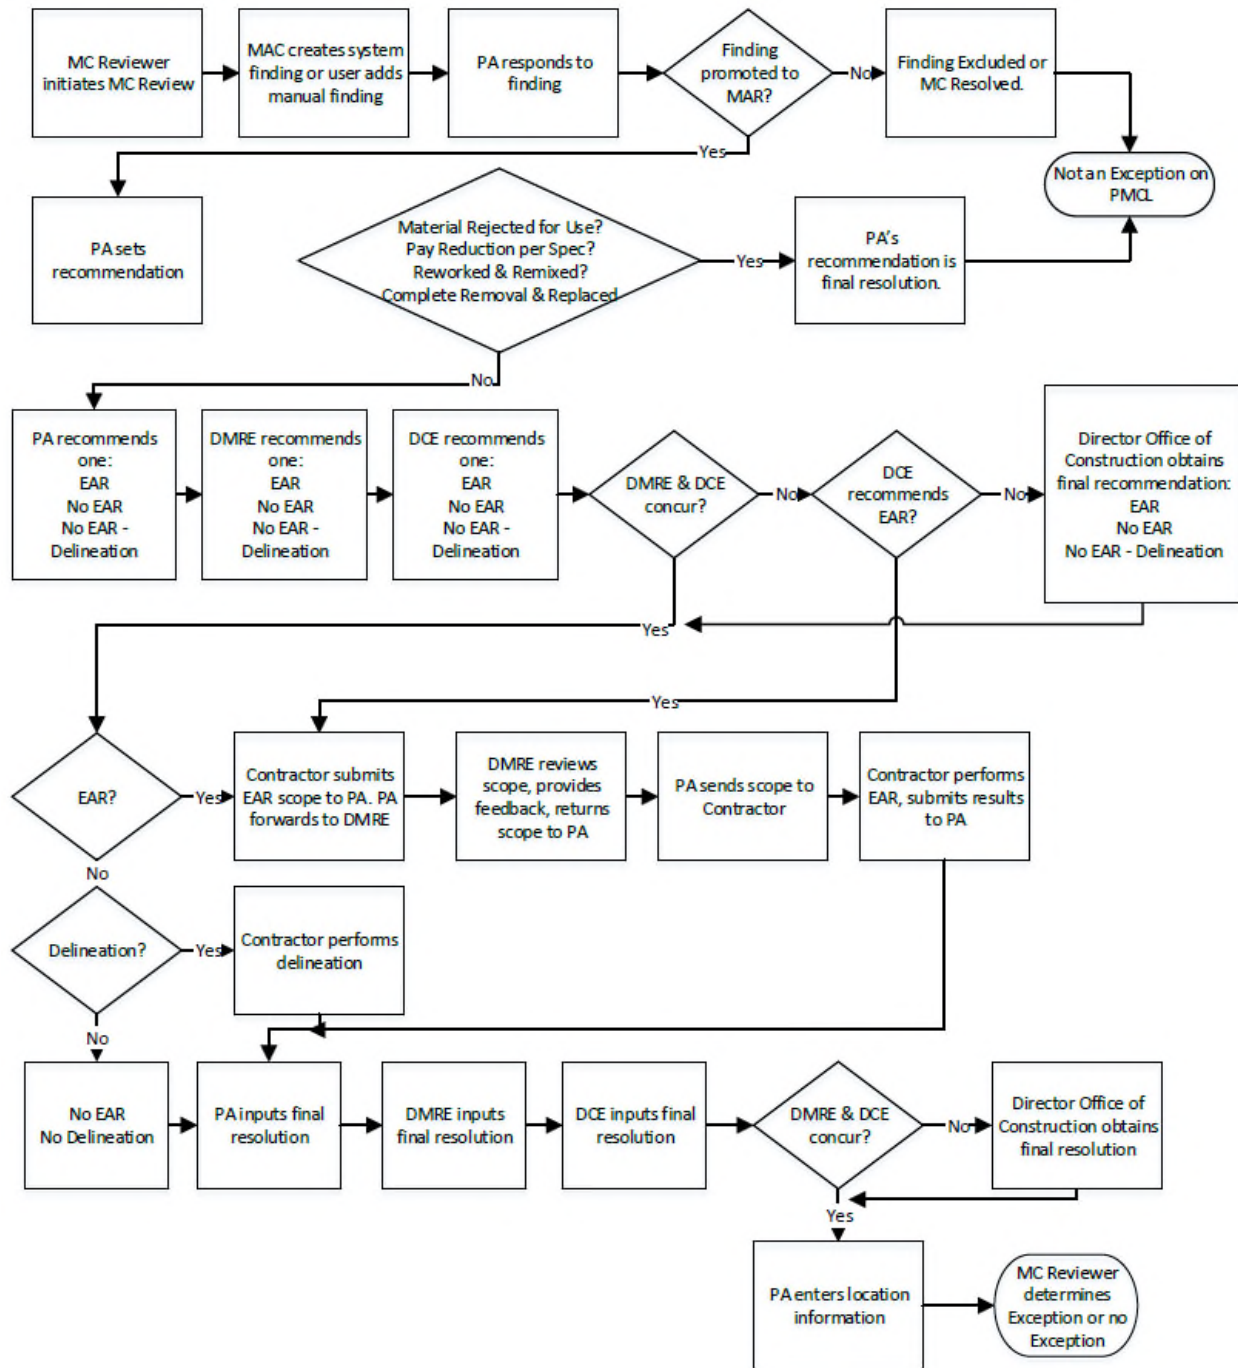 MC Reviewer
initiates MC Review
MAC creates system
finding or user adds
manual finding
PA responds to
finding
Finding
promoted to
MAR?
No
Finding Excluded or
MC Resolved.
Yes
Not an Exception on
PMCL
PA sets
recommendation
Material Rejected for Use?
Pay Reduction per Spec?
Reworked & Remixed?
Complete Removal & Replaced
Yes
PA's
recommendation is
final resolution.
No
PA recommends
one:
EAR
No EAR
No EAR -
Delineation
DMRE recommends
one:
EAR
No EAR
No EAR -
Delineation
DCE recommends
one:
EAR
No EAR
No EAR -
Delineation
DMRE & DCE
concur?
No
DCE
recommends
EAR?
No
Director Office of
Construction obtains
final recommendation:
EAR
No EAR
No EAR - Delineation
Yes
Yes
EAR?
Yes
Contractor submits
EAR scope to PA. PA
forwards to DMRE
DMRE reviews
scope, provides
feedback, returns
scope to PA
PA sends scope to
Contractor
Contractor performs
EAR, submits results
to PA
No
Delineation?
Yes
Contractor performs
delineation
No
No EAR
No Delineation
PA inputs final
resolution
DMRE inputs
final resolution
DCE inputs final
resolution
DMRE & DCE
concur?
No
Director Office of
Construction obtains
final resolution
Yes
PA enters location
information
MC Reviewer
determines
Exception or no
Exception